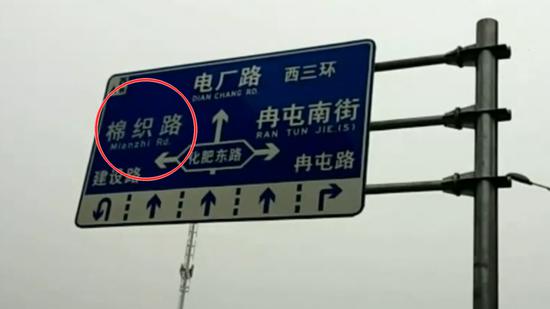 电厂路 西三环
DIAN CHANG RD.
棉织路
Mianzhi Rd.
冉屯南街
RAN TUN JIE.(S)
化肥东路
建设路
冉屯路